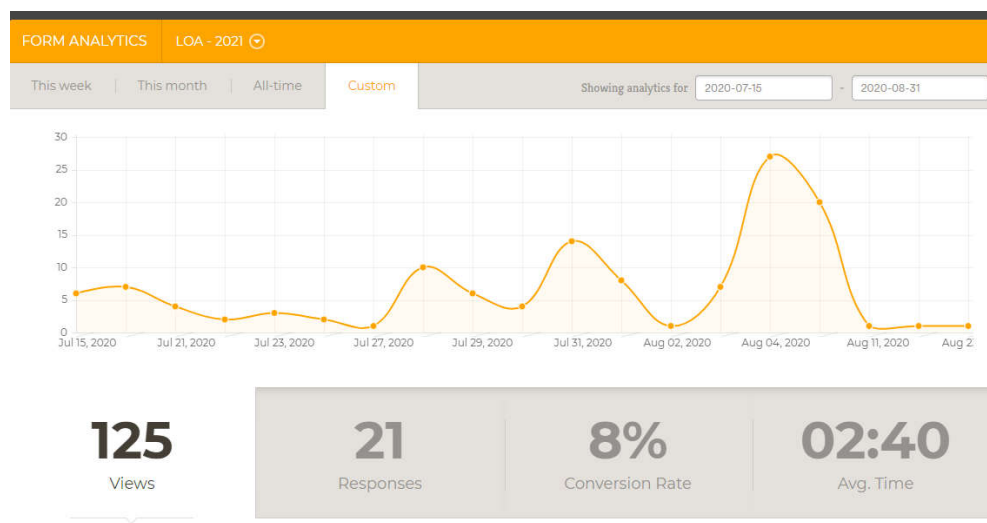 FORM ANALYTICS LOA - 2021
This week This month All-time Custom Showing analytics for 2020-07-15 - 2020-08-31
30
25
20
15
10
5
0
Jul 15, 2020 Jul 21, 2020 Jul 23, 2020 Jul 27, 2020 Jul 29, 2020 Jul 31, 2020 Aug 02, 2020 Aug 04, 2020 Aug 11, 2020 Aug 2
125 21 8% 02:40
Views Responses Conversion Rate Avg. Time